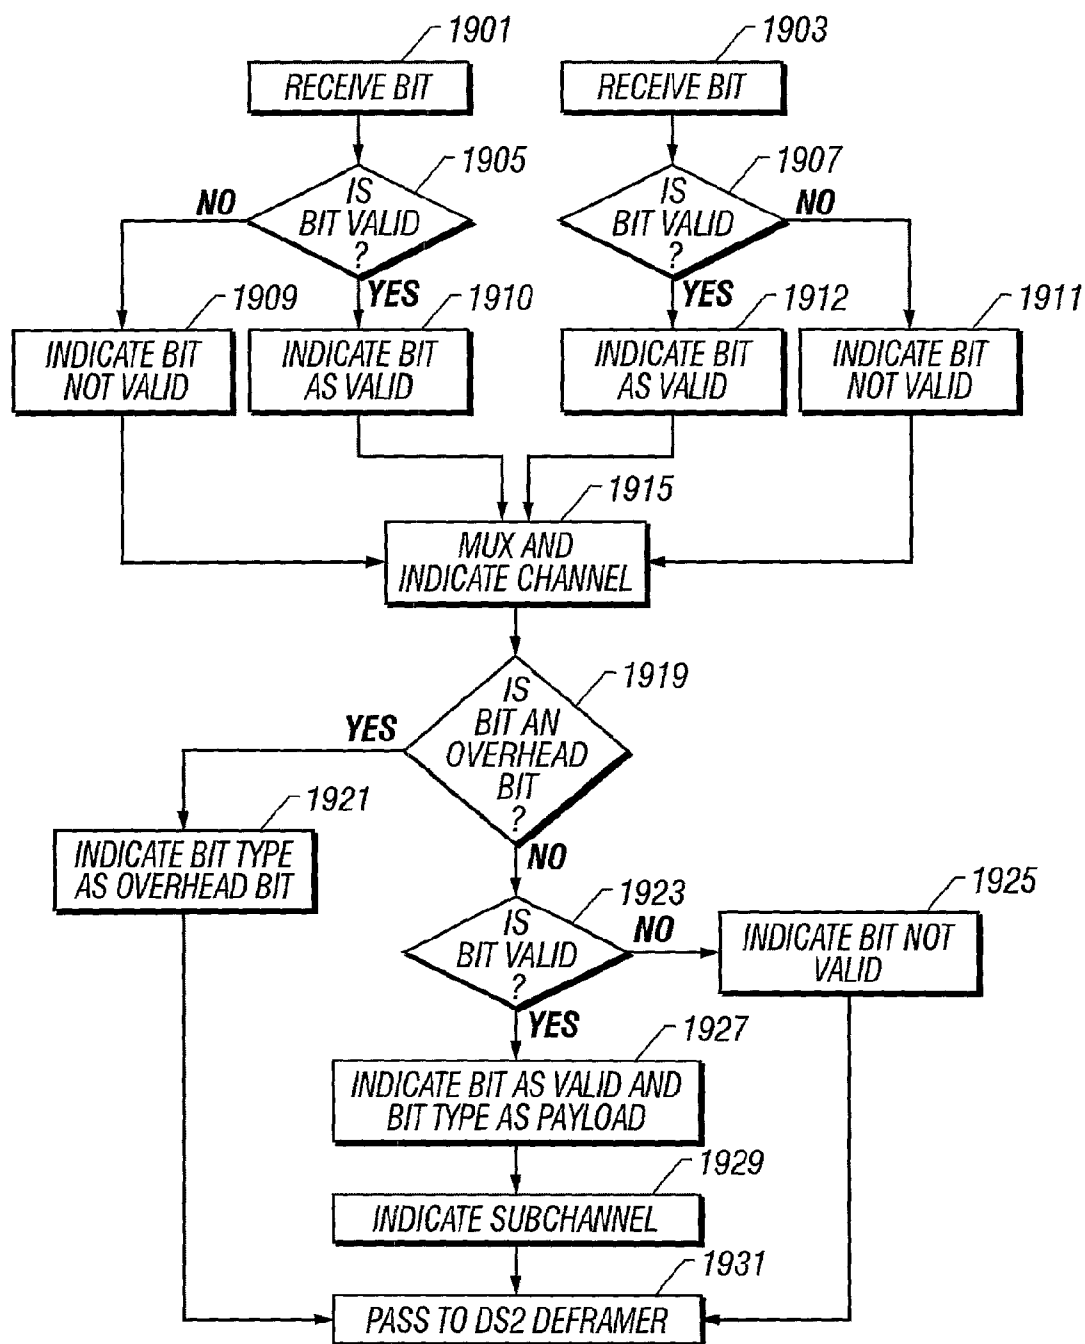 1901
1903
RECEIVE BIT
RECEIVE BIT
1905
1907
NO
IS
BIT VALID
?
IS
BIT VALID
?
NO
YES
YES
1909
1910
1912
1911
INDICATE BIT
NOT VALID
INDICATE BIT
AS VALID
INDICATE BIT
AS VALID
INDICATE BIT
NOT VALID
1915
MUX AND
INDICATE CHANNEL
1919
YES
IS
BIT AN
OVERHEAD
BIT
?
1921
INDICATE BIT TYPE
AS OVERHEAD BIT
NO
1923
1925
IS
BIT VALID
?
NO
INDICATE BIT NOT
VALID
YES
1927
INDICATE BIT AS VALID AND
BIT TYPE AS PAYLOAD
1929
INDICATE SUBCHANNEL
1931
PASS TO DS2 DEFRAMER